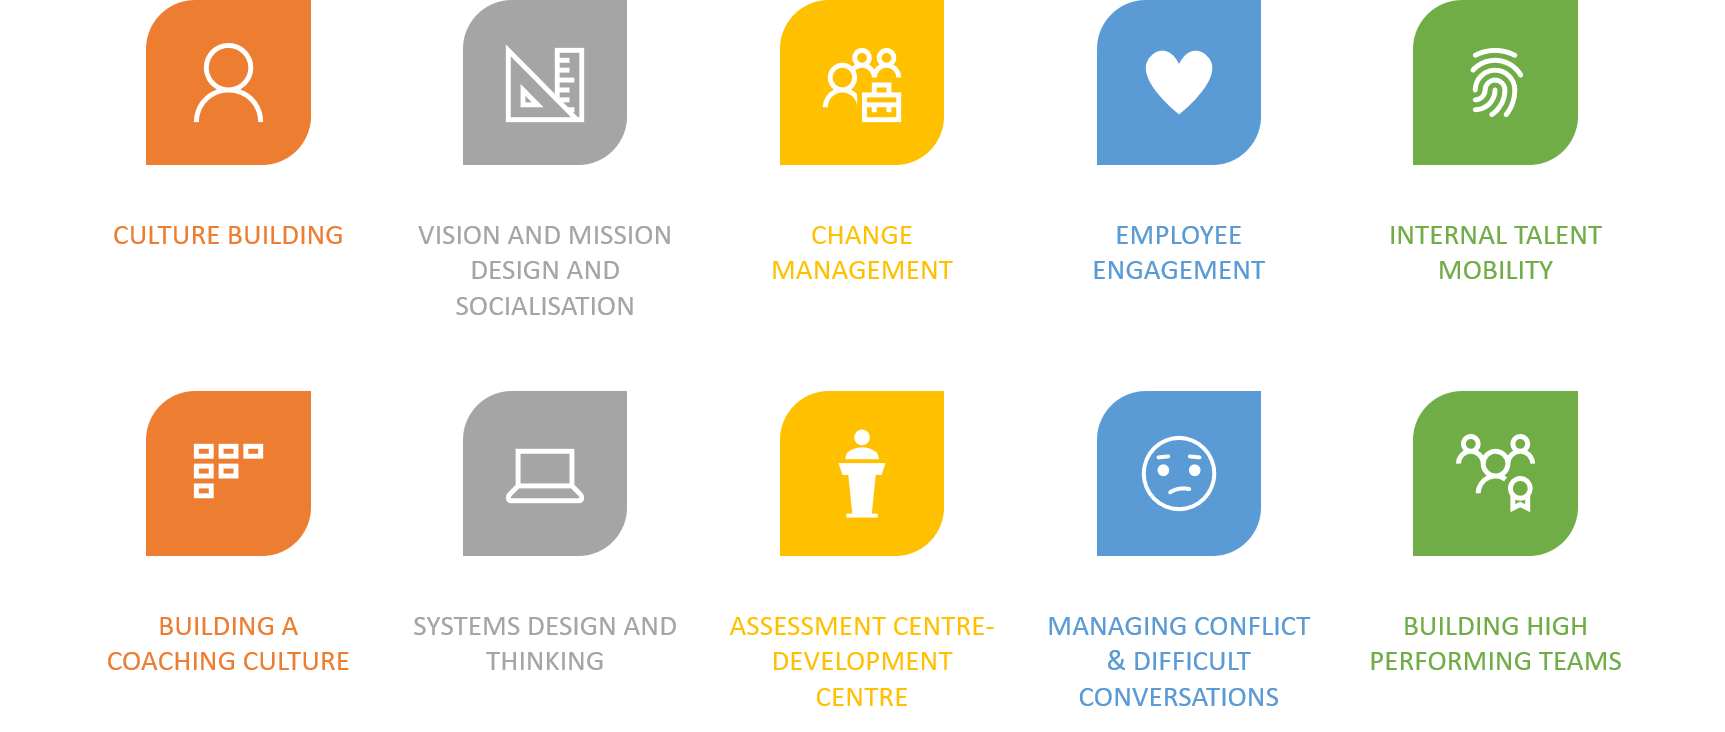 CULTURE BUILDING
VISION AND MISSION
DESIGN AND
SOCIALISATION
CHANGE
MANAGEMENT
EMPLOYEE
ENGAGEMENT
INTERNAL TALENT
MOBILITY
BUILDING A
COACHING CULTURE
SYSTEMS DESIGN AND
THINKING
ASSESSMENT CENTRE-
DEVELOPMENT
CENTRE
MANAGING CONFLICT
& DIFFICULT
CONVERSATIONS
BUILDING HIGH
PERFORMING TEAMS